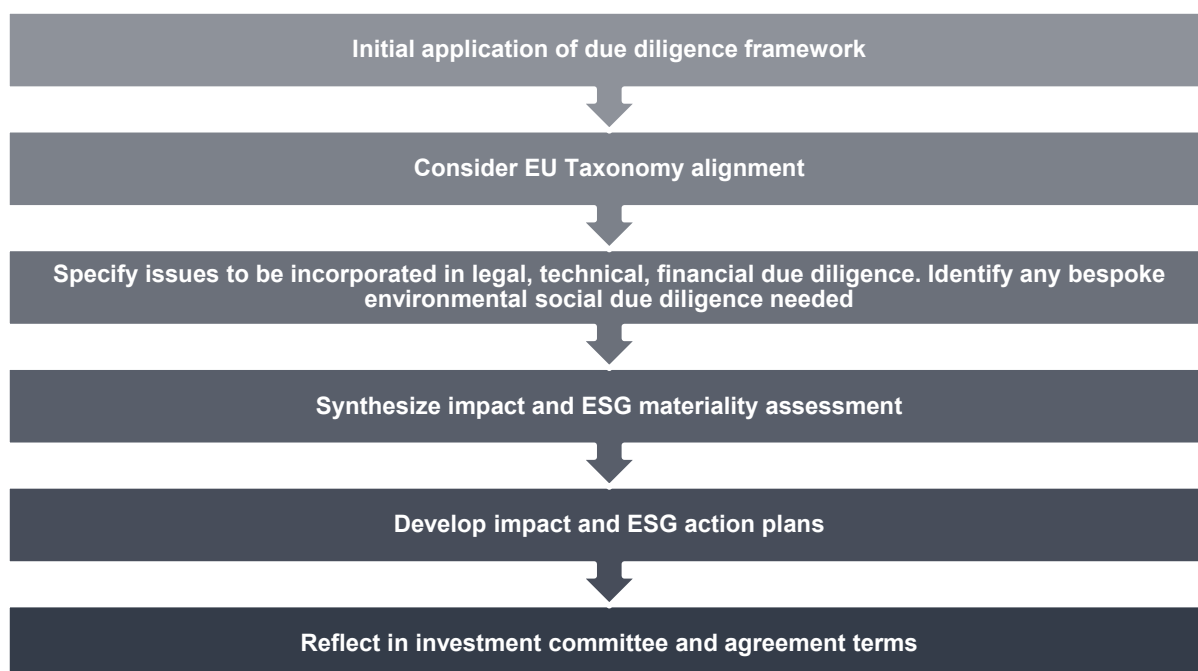 Initial application of due diligence framework
Consider EU Taxonomy alignment
Specify issues to be incorporated in legal, technical, financial due diligence. Identify any bespoke
environmental social due diligence needed
Synthesize impact and ESG materiality assessment
Develop impact and ESG action plans
Reflect in investment committee and agreement terms